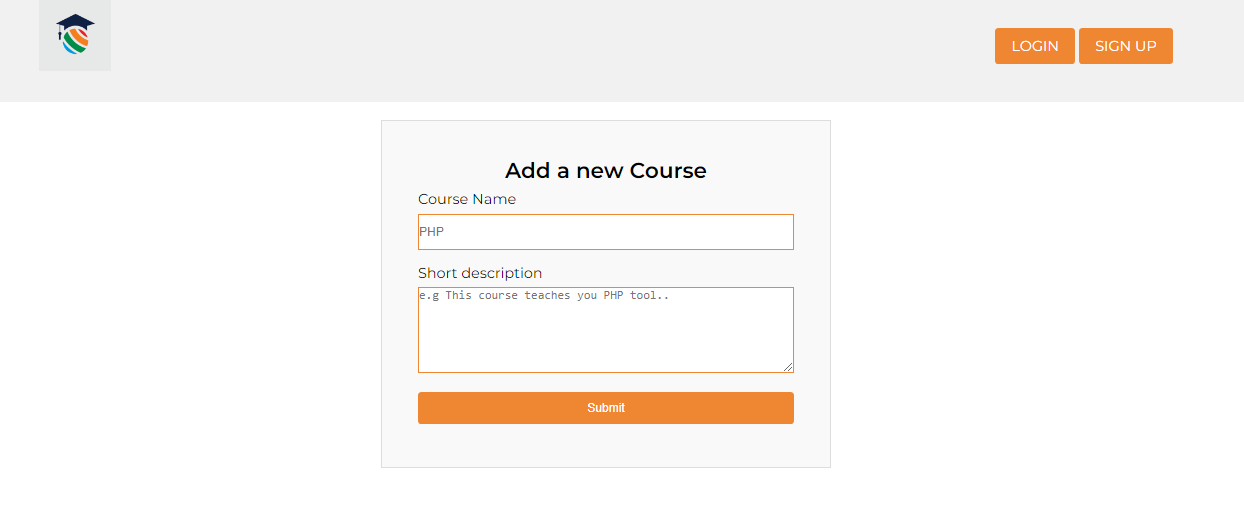 LOGIN SIGN UP
Add a new Course
Course Name
PHP
Short description
e.g This course teaches you PHP tool..
Submit